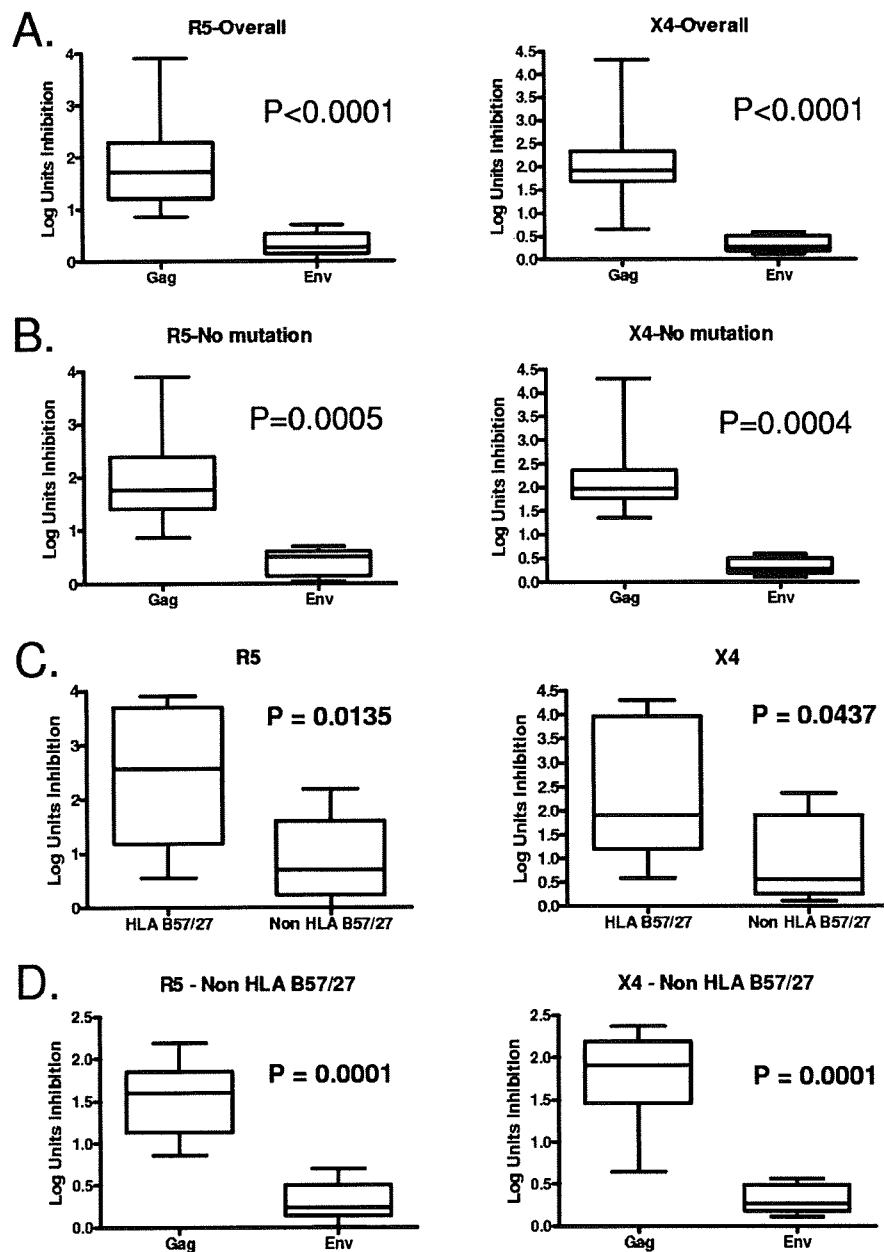 A.
R5-Overall
Log Units Inhibition
4
3
2
1
0
P<0.0001
Gag
Env
X4-Overall
Log Units Inhibition
4.5
4.0
3.5
3.0
2.5
2.0
1.5
1.0
0.5
0.0
P<0.0001
Gag
Env
B.
R5-No mutation
Log Units Inhibition
4
3
2
1
0
P=0.0005
Gag
Env
X4-No mutation
Log Units Inhibition
4.5
4.0
3.5
3.0
2.5
2.0
1.5
1.0
0.5
0.0
P=0.0004
Gag
Env
C.
R5
Log Units Inhibition
4
3
2
1
0
P = 0.0135
HLA B57/27
Non HLA B57/27
X4
Log Units Inhibition
4.5
4.0
3.5
3.0
2.5
2.0
1.5
1.0
0.5
0.0
P = 0.0437
HLA B57/27
Non HLA B57/27
D.
R5 - Non HLA B57/27
Log Units Inhibition
2.5
2.0
1.5
1.0
0.5
0.0
P = 0.0001
Gag
Env
X4 - Non HLA B57/27
Log Units Inhibition
2.5
2.0
1.5
1.0
0.5
0.0
P = 0.0001
Gag
Env